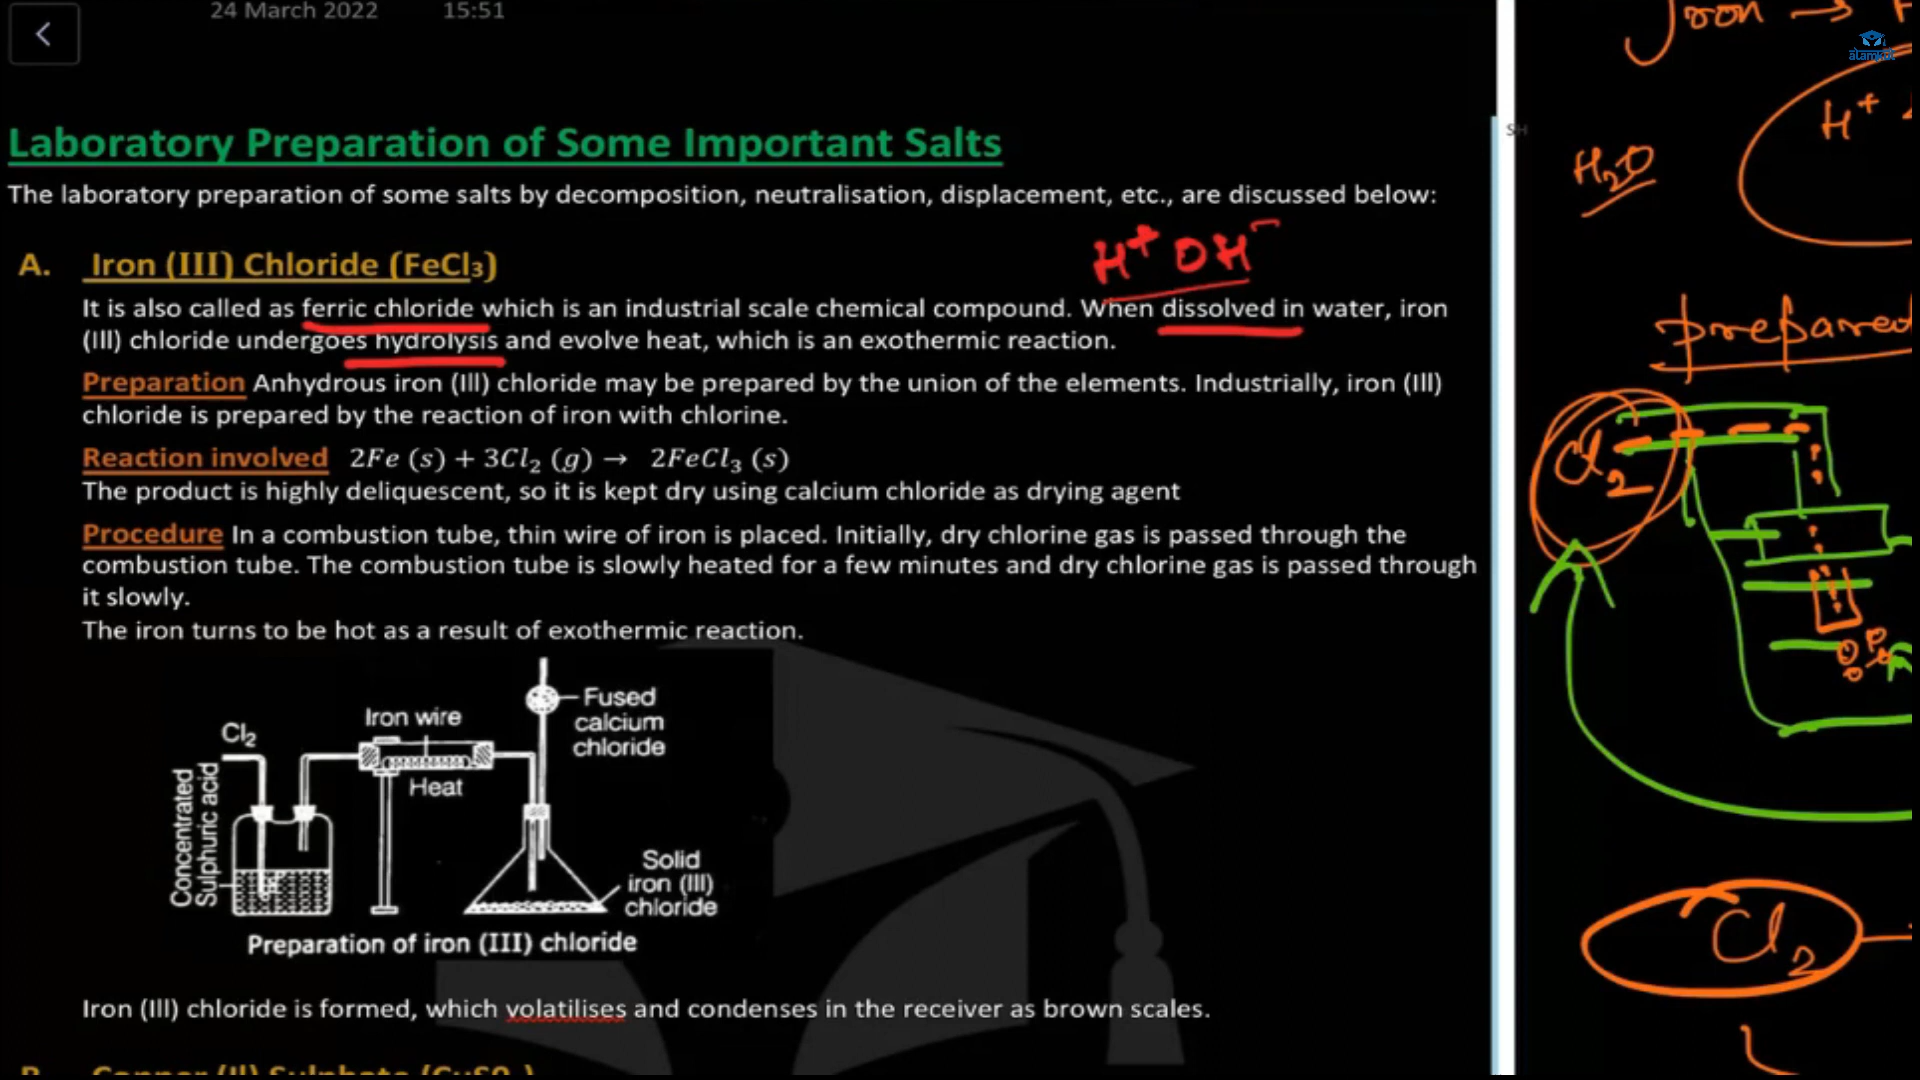 24 March 2022 15:51
alamkit
Laboratory Preparation of Some Important Salts
The laboratory preparation of some salts by decomposition, neutralisation, displacement, etc., are discussed below:
H⁺ OH⁻
A. Iron (III) Chloride (FeCl₃)
It is also called as ferric chloride which is an industrial scale chemical compound. When dissolved in water, iron
(III) chloride undergoes hydrolysis and evolve heat, which is an exothermic reaction.
Preparation Anhydrous iron (III) chloride may be prepared by the union of the elements. Industrially, iron (III)
chloride is prepared by the reaction of iron with chlorine.
Reaction involved 2Fe (s) + 3Cl₂ (g) → 2FeCl₃ (s)
The product is highly deliquescent, so it is kept dry using calcium chloride as drying agent
Procedure In a combustion tube, thin wire of iron is placed. Initially, dry chlorine gas is passed through the
combustion tube. The combustion tube is slowly heated for a few minutes and dry chlorine gas is passed through
it slowly.
The iron turns to be hot as a result of exothermic reaction.
Cl₂
Iron wire
Heat
Fused
calcium
chloride
Concentrated
Sulphuric acid
Solid
iron (III)
chloride
Preparation of iron (III) chloride
Iron (III) chloride is formed, which volatilises and condenses in the receiver as brown scales.
SH
Iron →
H⁺
H₂O
prepared
Cl₂
Cl₂